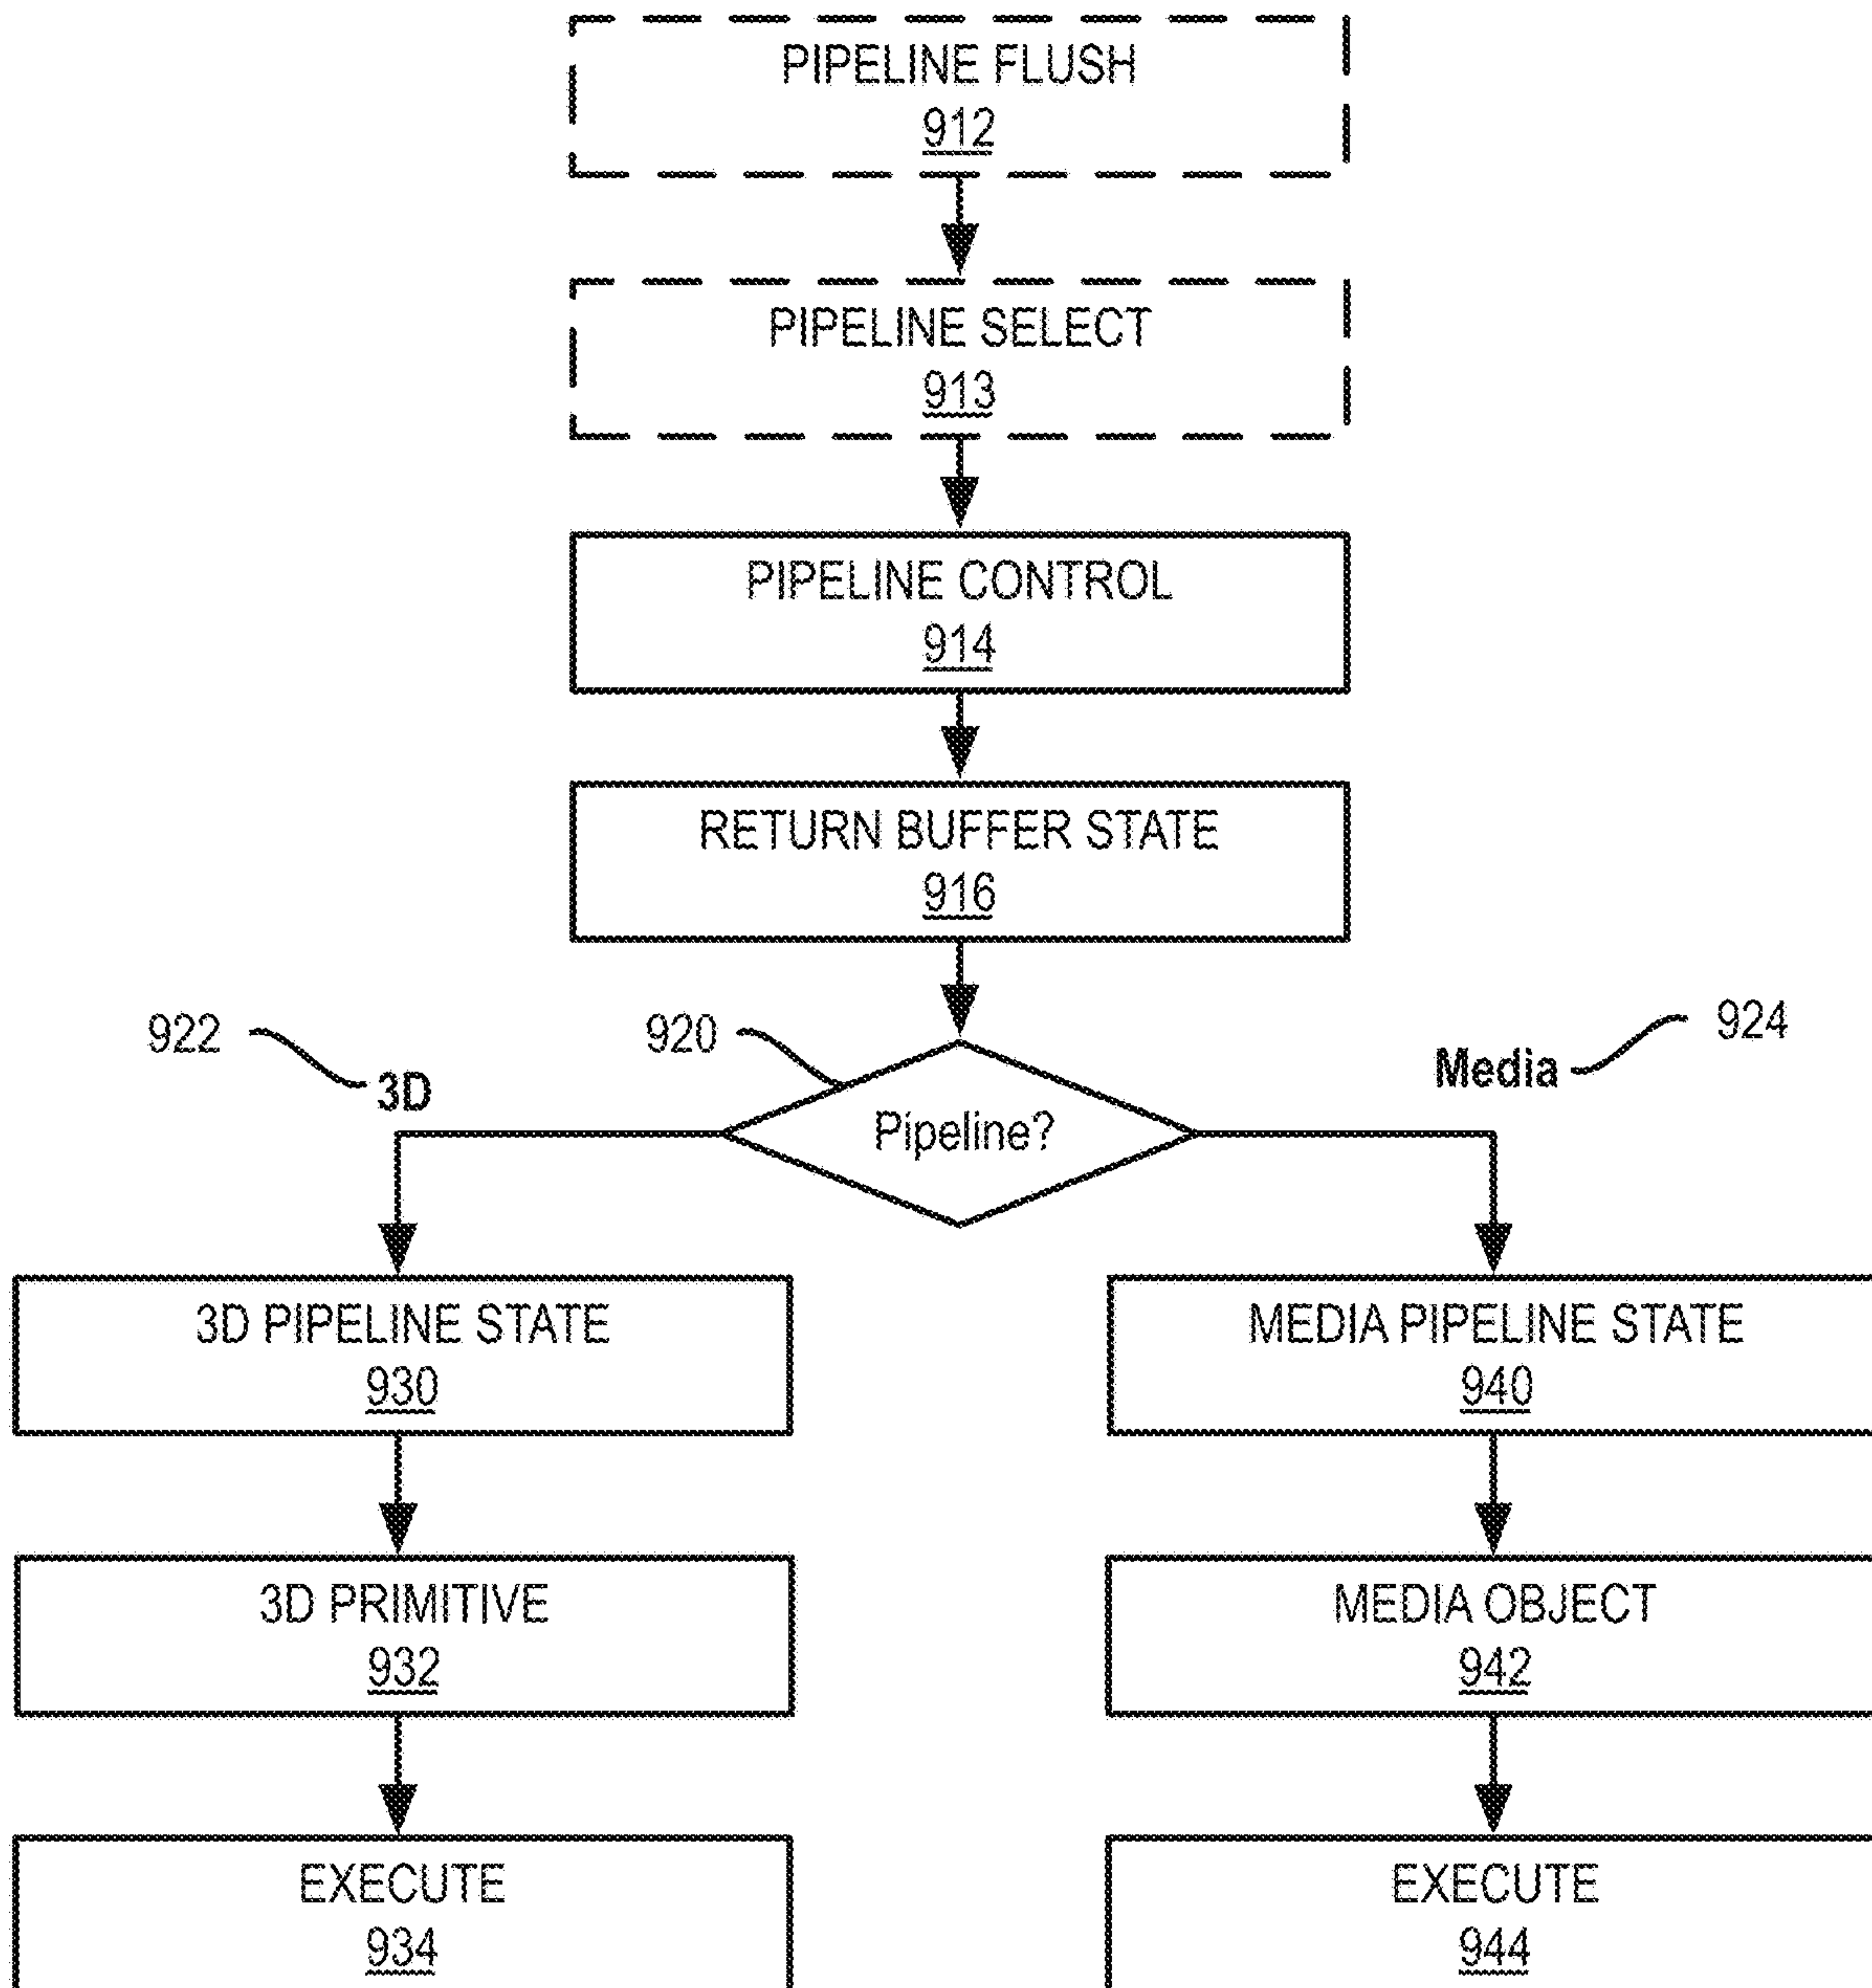 PIPELINE FLUSH
912
PIPELINE SELECT
913
PIPELINE CONTROL
914
RETURN BUFFER STATE
916
922
920
924
3D
Media
Pipeline?
3D PIPELINE STATE
930
MEDIA PIPELINE STATE
940
3D PRIMITIVE
932
MEDIA OBJECT
942
EXECUTE
934
EXECUTE
944